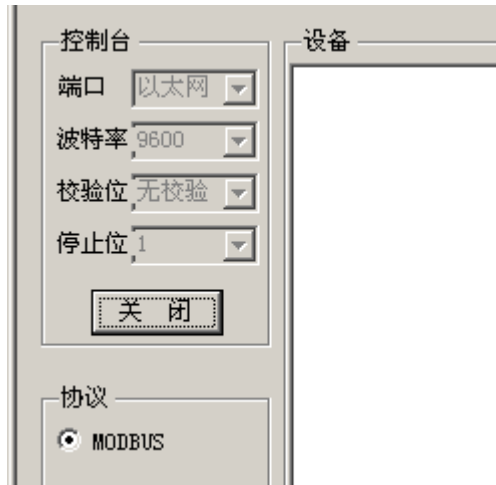 控制台
端口 以太网
波特率 9600
校验位 无校验
停止位 1
关 闭
设备
协议
MODBUS